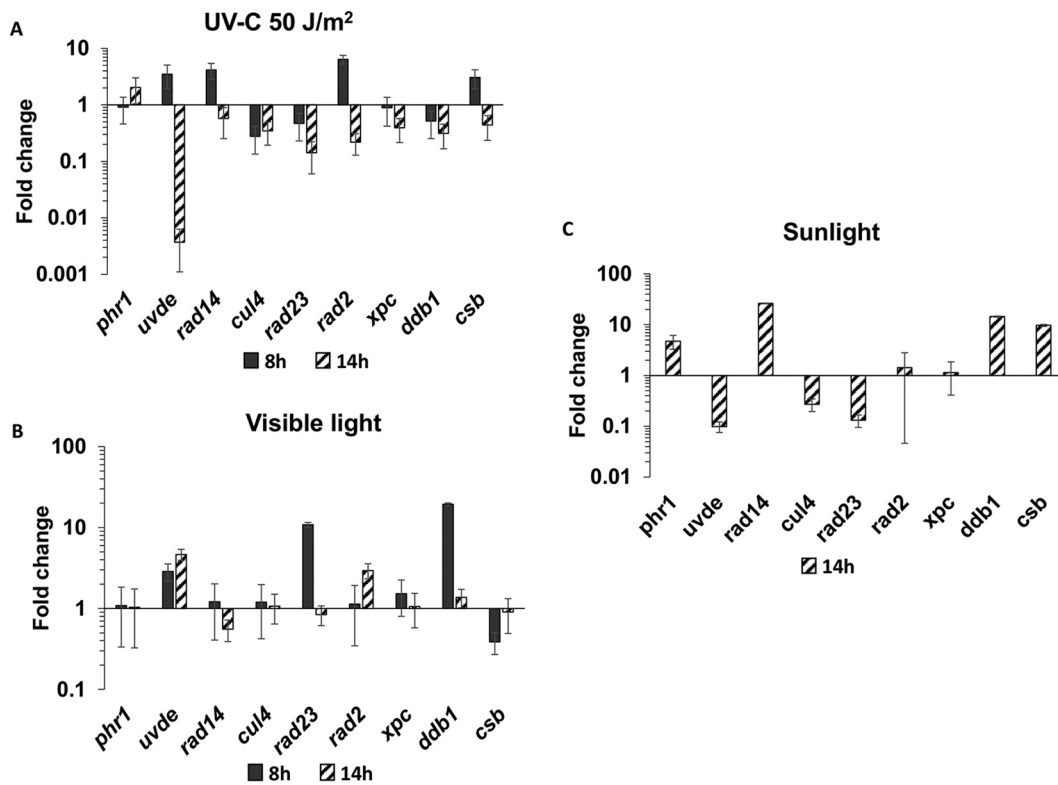 A
UV-C 50 J/m²
Fold change
10
1
0.1
0.01
0.001
phr1 uvde rad14 cul4 rad23 rad2 xpc ddb1 csb
8h 14h
B
Visible light
Fold change
100
10
1
0.1
phr1 uvde rad14 cul4 rad23 rad2 xpc ddb1 csb
8h 14h
C
Sunlight
Fold change
100
10
1
0.1
0.01
phr1 uvde rad14 cul4 rad23 rad2 xpc ddb1 csb
14h